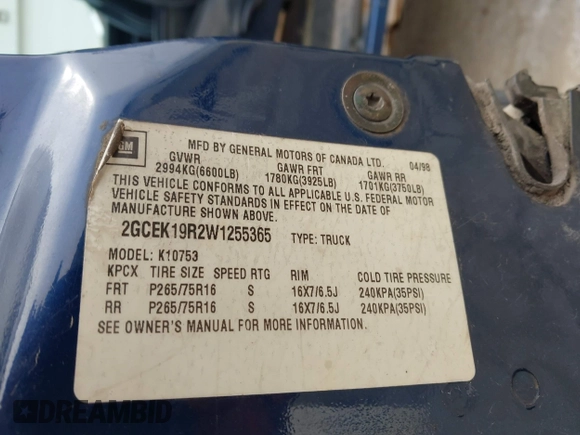 GM
MFD BY GENERAL MOTORS OF CANADA LTD. 04/98
GVWR GAWR FRT GAWR RR
2994KG(6600LB) 1780KG(3925LB) 1701KG(3750LB)
THIS VEHICLE CONFORMS TO ALL APPLICABLE U.S. FEDERAL MOTOR
VEHICLE SAFETY STANDARDS IN EFFECT ON THE DATE OF
MANUFACTURE SHOWN ABOVE.
2GCEK19R2W1255365 TYPE: TRUCK
MODEL: K10753
KPCX TIRE SIZE SPEED RTG RIM COLD TIRE PRESSURE
FRT P265/75R16 S 16X7/6.5J 240KPA(35PSI)
RR P265/75R16 S 16X7/6.5J 240KPA(35PSI)
SEE OWNER'S MANUAL FOR MORE INFORMATION.
DREAMBID